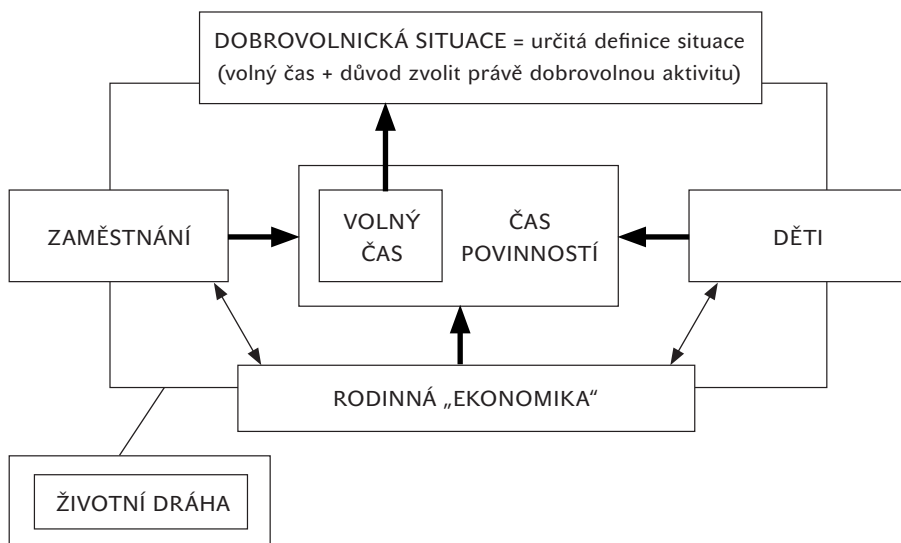 DOBROVOLNICKÁ SITUACE = určitá definice situace
(volný čas + důvod zvolit právě dobrovolnou aktivitu)
ZAMĚSTNÁNÍ
VOLNÝ
ČAS
ČAS
POVINNOSTÍ
DĚTI
RODINNÁ „EKONOMIKA“
ŽIVOTNÍ DRÁHA